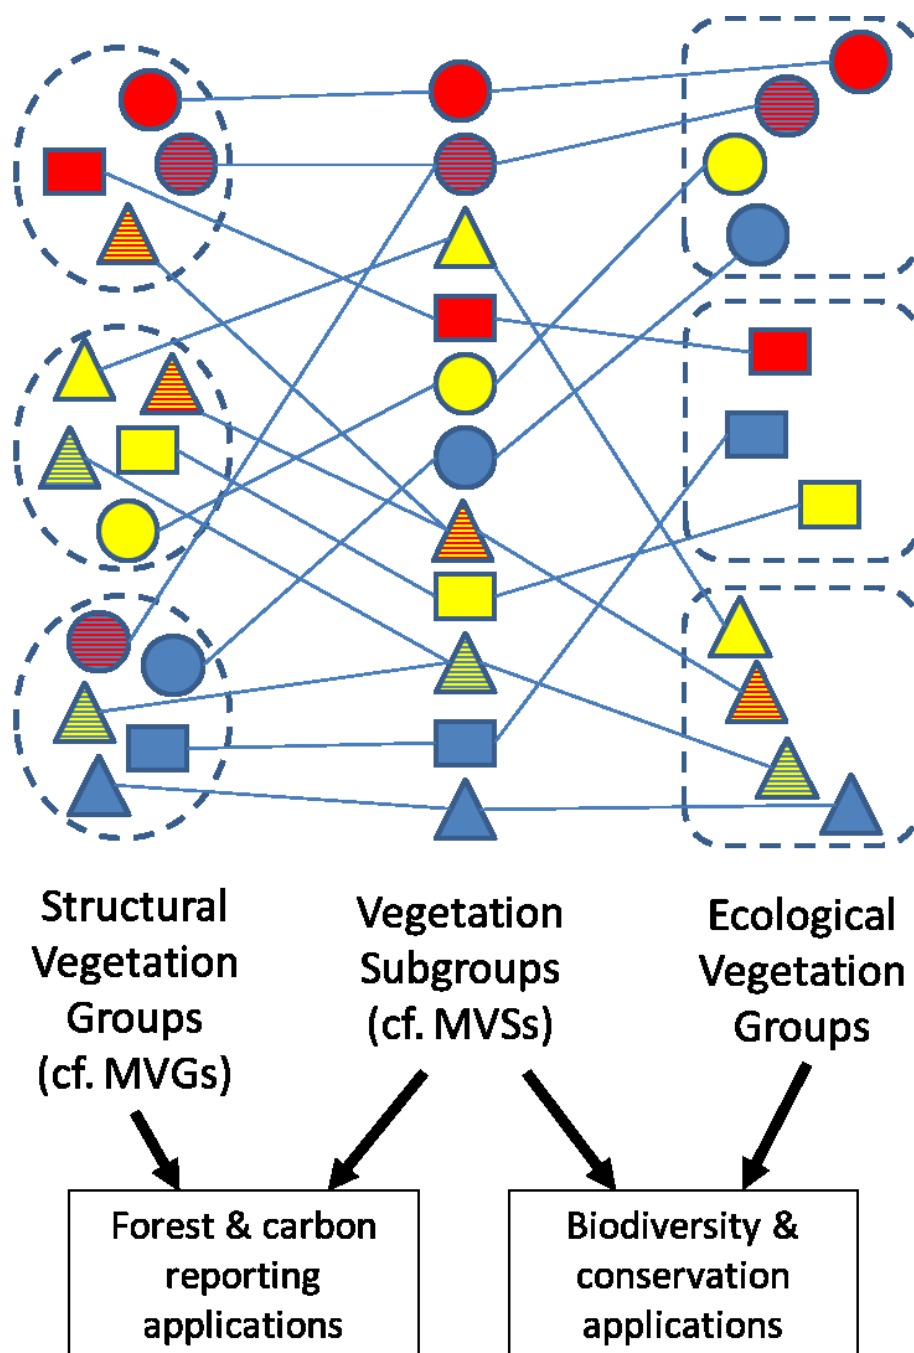 Structural
Vegetation
Groups
(cf. MVGs)
Vegetation
Subgroups
(cf. MVSs)
Ecological
Vegetation
Groups
Forest & carbon
reporting
applications
Biodiversity &
conservation
applications